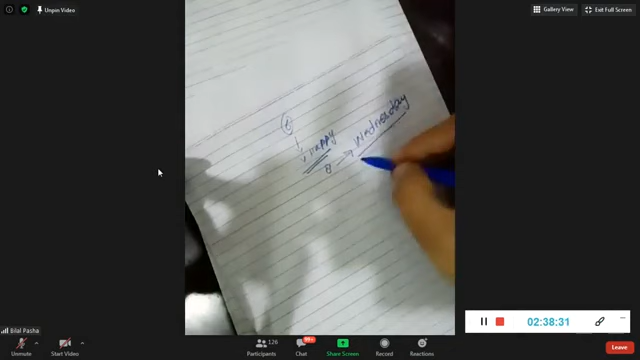 Unpin Video
Gallery View
Exit Full Screen
Happy
Wednesday
Bilal Pasha
02:38:31
Unmute
Start Video
126
Participants
99+
Chat
Share Screen
Record
Reactions
Leave